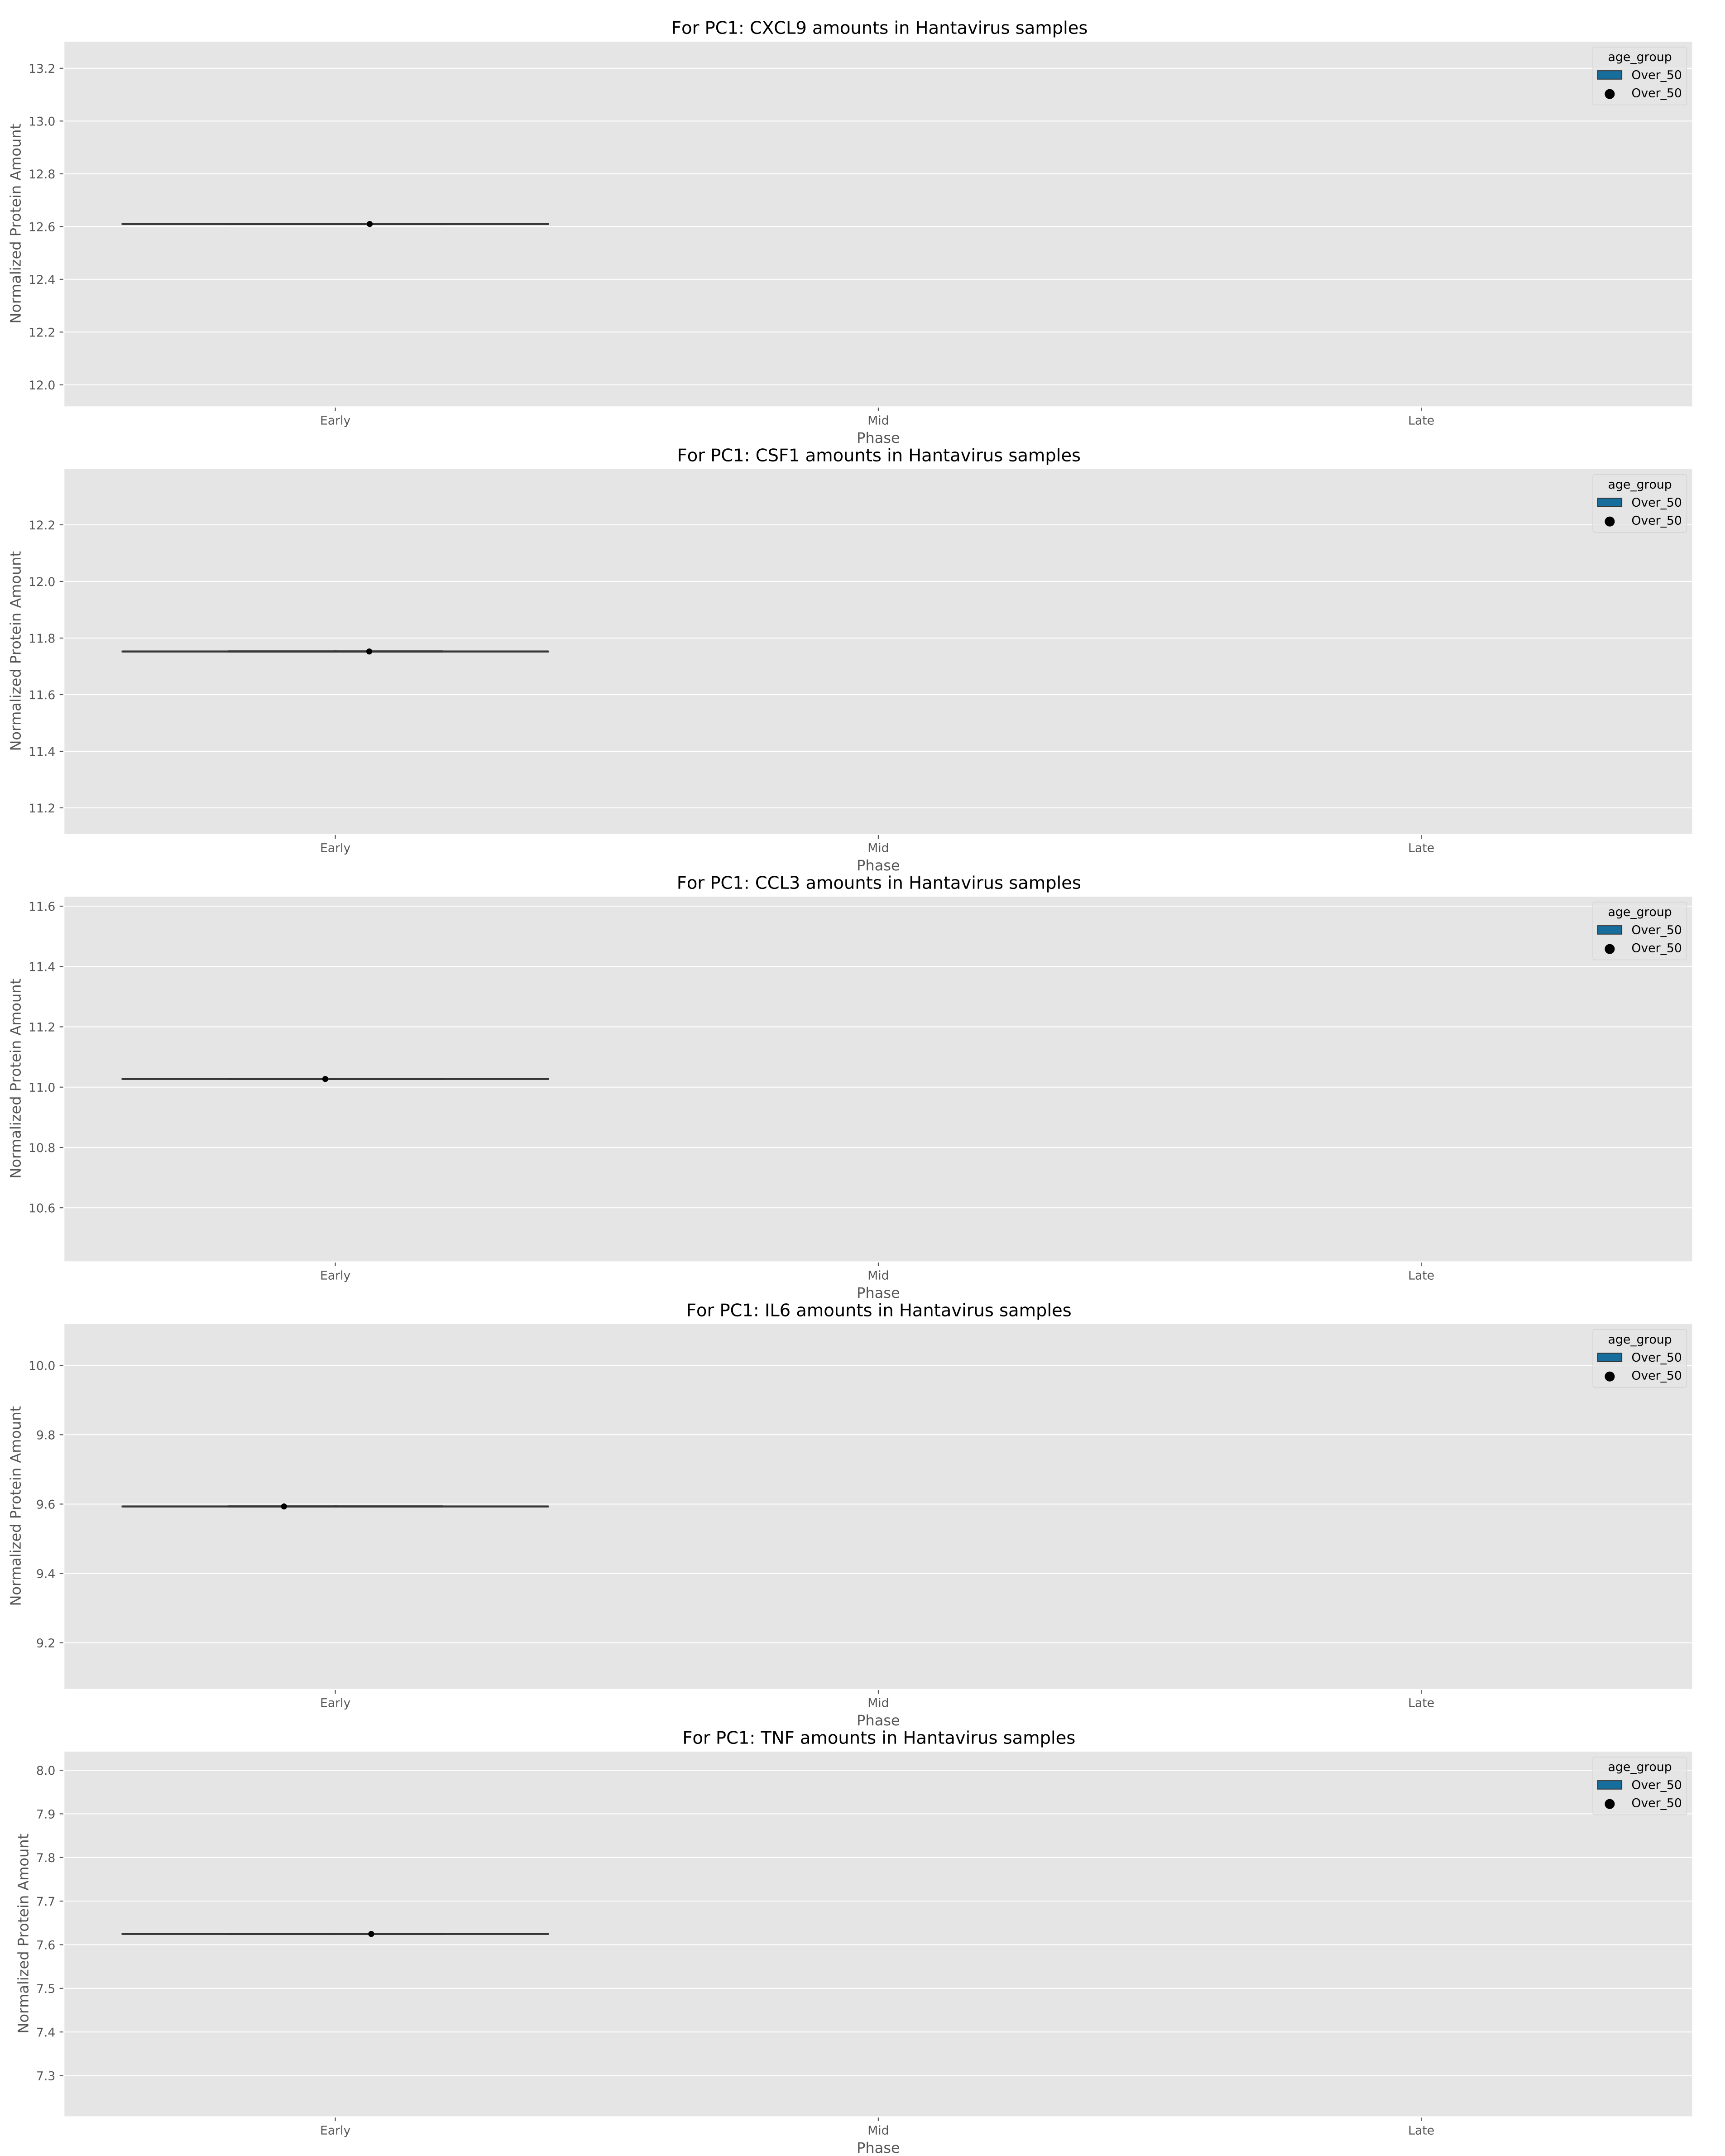 For PC1: CXCL9 amounts in Hantavirus samples
age_group
Over_50
Over_50
13.2
13.0
12.8
12.6
12.4
12.2
12.0
Normalized Protein Amount
Early Mid Late
Phase
For PC1: CSF1 amounts in Hantavirus samples
age_group
Over_50
Over_50
12.2
12.0
11.8
11.6
11.4
11.2
Normalized Protein Amount
Early Mid Late
Phase
For PC1: CCL3 amounts in Hantavirus samples
age_group
Over_50
Over_50
11.6
11.4
11.2
11.0
10.8
10.6
Normalized Protein Amount
Early Mid Late
Phase
For PC1: IL6 amounts in Hantavirus samples
age_group
Over_50
Over_50
10.0
9.8
9.6
9.4
9.2
Normalized Protein Amount
Early Mid Late
Phase
For PC1: TNF amounts in Hantavirus samples
age_group
Over_50
Over_50
8.0
7.9
7.8
7.7
7.6
7.5
7.4
7.3
Normalized Protein Amount
Early Mid Late
Phase